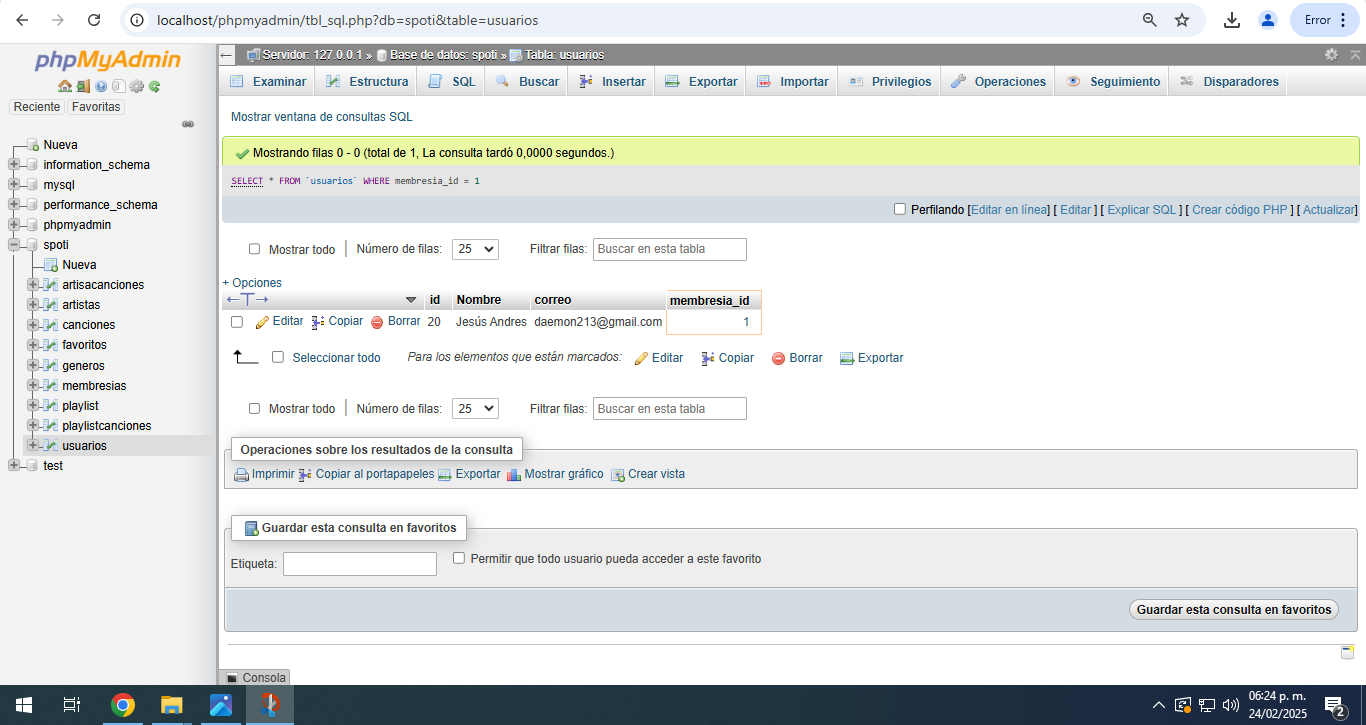 localhost/phpmyadmin/tbl_sql.php?db=spoti&table=usuarios
Error
phpMyAdmin
Reciente Favoritas
Nueva
information_schema
mysql
performance_schema
phpmyadmin
spoti
Nueva
artisacanciones
artistas
canciones
favoritos
generos
membresias
playlist
playlistcanciones
usuarios
test
Servidor: 127.0.0.1 » Base de datos: spoti » Tabla: usuarios
Examinar Estructura SQL Buscar Insertar Exportar Importar Privilegios Operaciones Seguimiento Disparadores
Mostrar ventana de consultas SQL
Mostrando filas 0 - 0 (total de 1, La consulta tardó 0,0000 segundos.)
SELECT * FROM `usuarios` WHERE membresia_id = 1
Perfilando [Editar en línea] [ Editar ] [ Explicar SQL ] [ Crear código PHP ] [ Actualizar]
Mostrar todo Número de filas: 25 Filtrar filas: Buscar en esta tabla
+ Opciones
←T→ id Nombre correo membresia_id
Editar Copiar Borrar 20 Jesús Andres daemon213@gmail.com 1
Seleccionar todo Para los elementos que están marcados: Editar Copiar Borrar Exportar
Mostrar todo Número de filas: 25 Filtrar filas: Buscar en esta tabla
Operaciones sobre los resultados de la consulta
Imprimir Copiar al portapapeles Exportar Mostrar gráfico Crear vista
Guardar esta consulta en favoritos
Etiqueta: Permitir que todo usuario pueda acceder a este favorito
Guardar esta consulta en favoritos
Consola
06:24 p. m.
24/02/2025
2